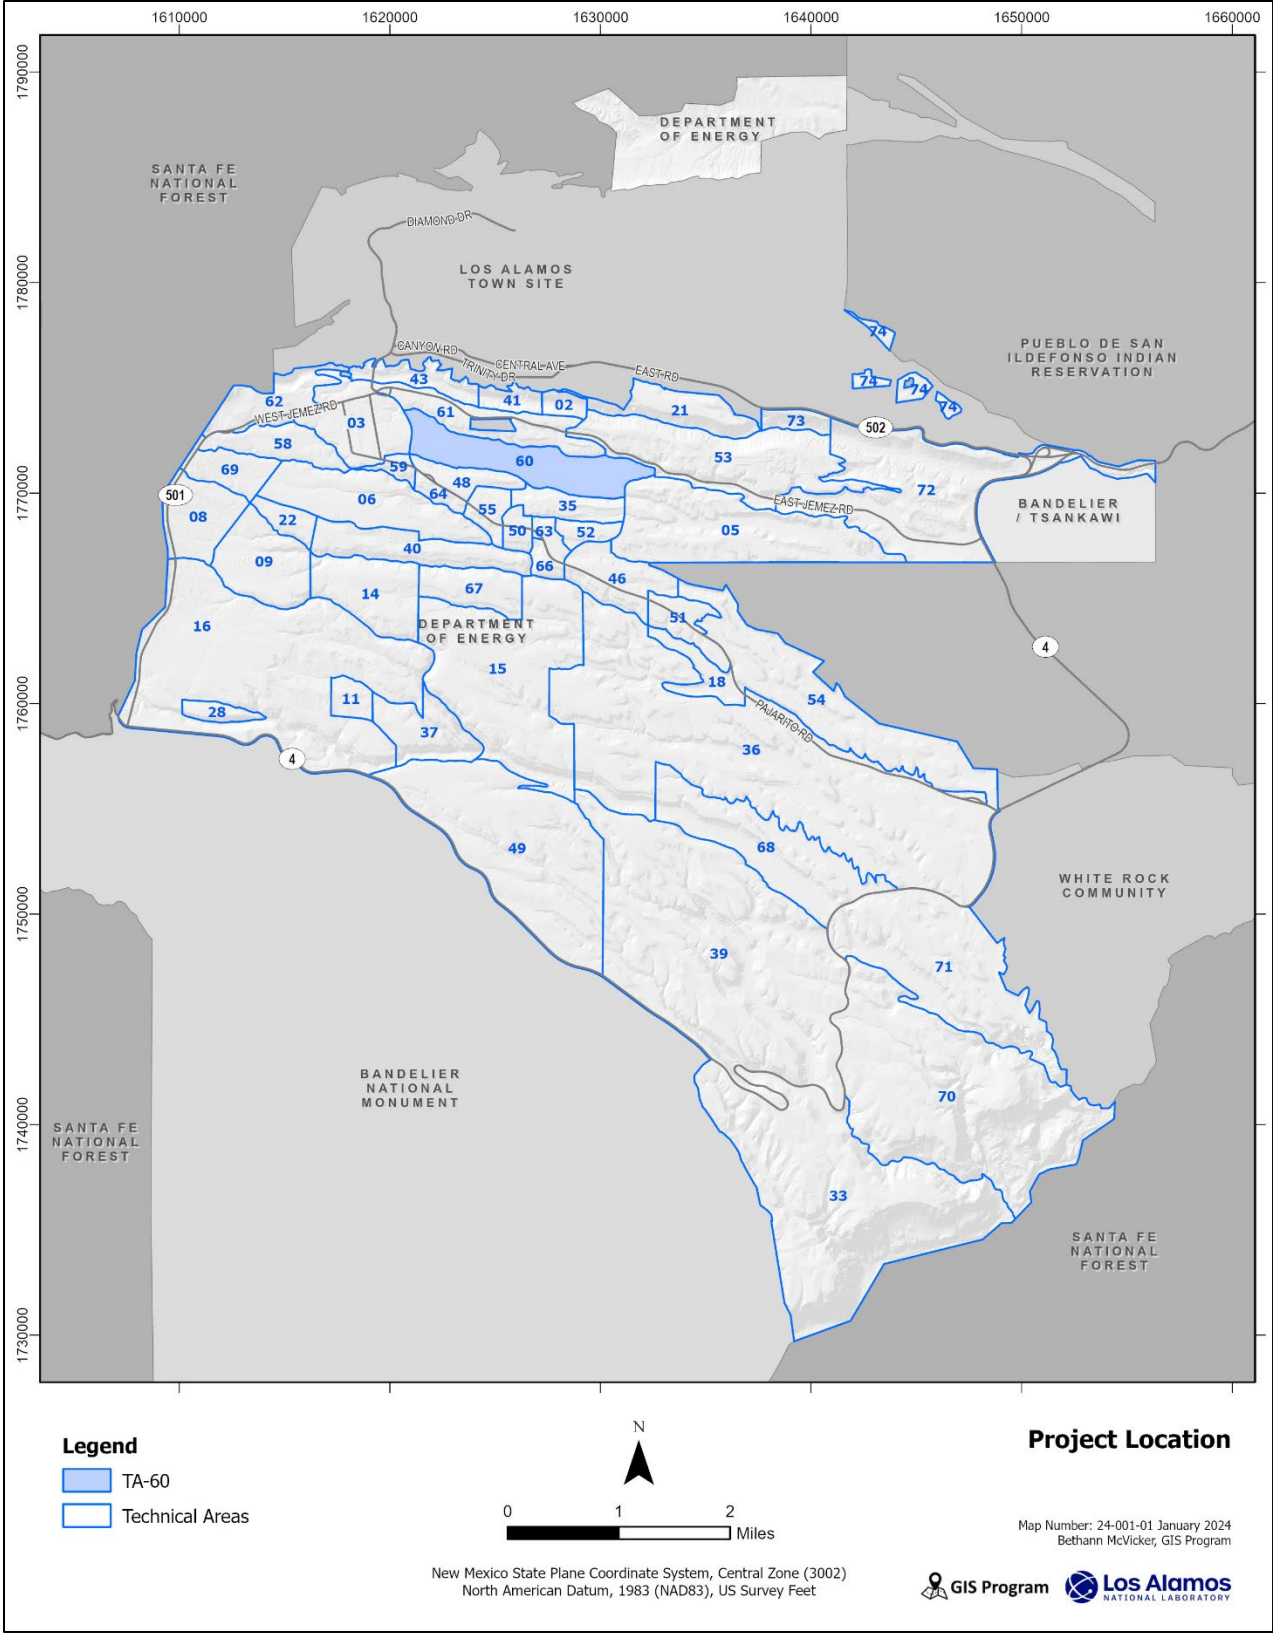 1610000
1620000
1630000
1640000
1650000
1660000
1790000
1780000
1770000
1760000
1750000
1740000
1730000
DEPARTMENT
OF ENERGY
SANTA FE
NATIONAL
FOREST
DIAMOND DR
LOS ALAMOS
TOWN SITE
PUEBLO DE SAN
ILDEFONSO INDIAN
RESERVATION
CANYON RD
CENTRAL AVE
TRINITY DR
EAST RD
WEST JEMEZ RD
74
74
74
74
43
62
41
02
61
21
03
73
502
58
53
60
59
69
48
72
501
06
64
55
35
EAST JEMEZ RD
BANDELIER
/ TSANKAWI
08
22
50
63
52
05
40
09
66
46
14
67
51
16
DEPARTMENT
OF ENERGY
4
15
18
54
11
28
PAJARITO RD
37
36
4
49
68
WHITE ROCK
COMMUNITY
39
71
BANDELIER
NATIONAL
MONUMENT
70
SANTA FE
NATIONAL
FOREST
33
SANTA FE
NATIONAL
FOREST
Legend
TA-60
Technical Areas
N
0 1 2
Miles
New Mexico State Plane Coordinate System, Central Zone (3002)
North American Datum, 1983 (NAD83), US Survey Feet
Project Location
Map Number: 24-001-01 January 2024
Bethann McVicker, GIS Program
GIS Program
Los Alamos
NATIONAL LABORATORY